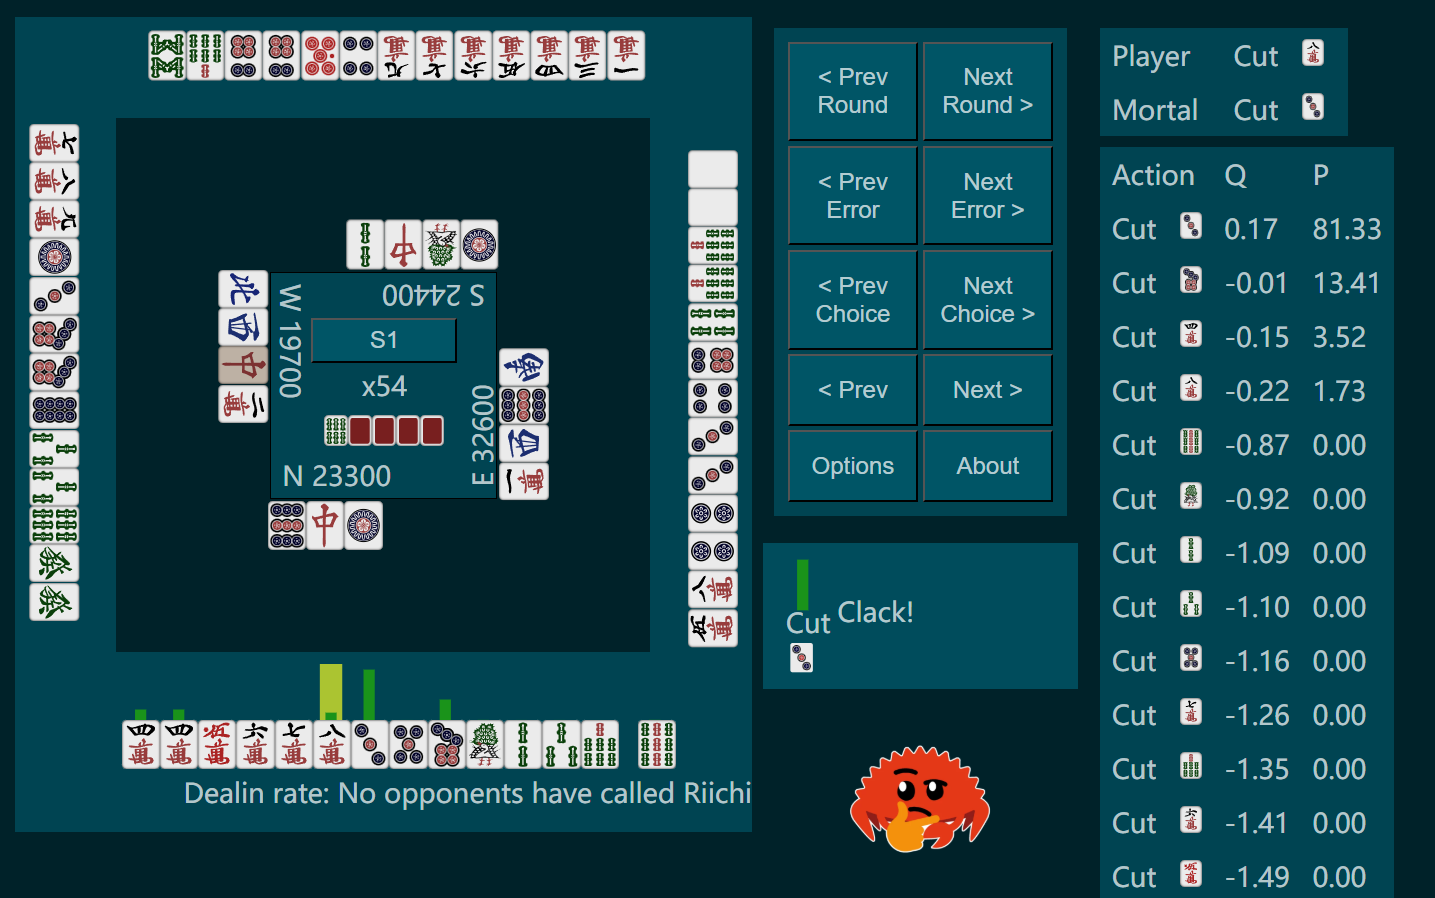 < Prev
Round
Next
Round >
< Prev
Error
Next
Error >
< Prev
Choice
Next
Choice >
< Prev
Next >
Options
About
Player Cut
Mortal Cut
Action Q P
Cut 0.17 81.33
Cut -0.01 13.41
Cut -0.15 3.52
Cut -0.22 1.73
Cut -0.87 0.00
Cut -0.92 0.00
Cut -1.09 0.00
Cut -1.10 0.00
Cut -1.16 0.00
Cut -1.26 0.00
Cut -1.35 0.00
Cut -1.41 0.00
Cut -1.49 0.00
S 24400
W 19700
S1
x54
E 32600
N 23300
Cut
Clack!
Dealin rate: No opponents have called Riichi